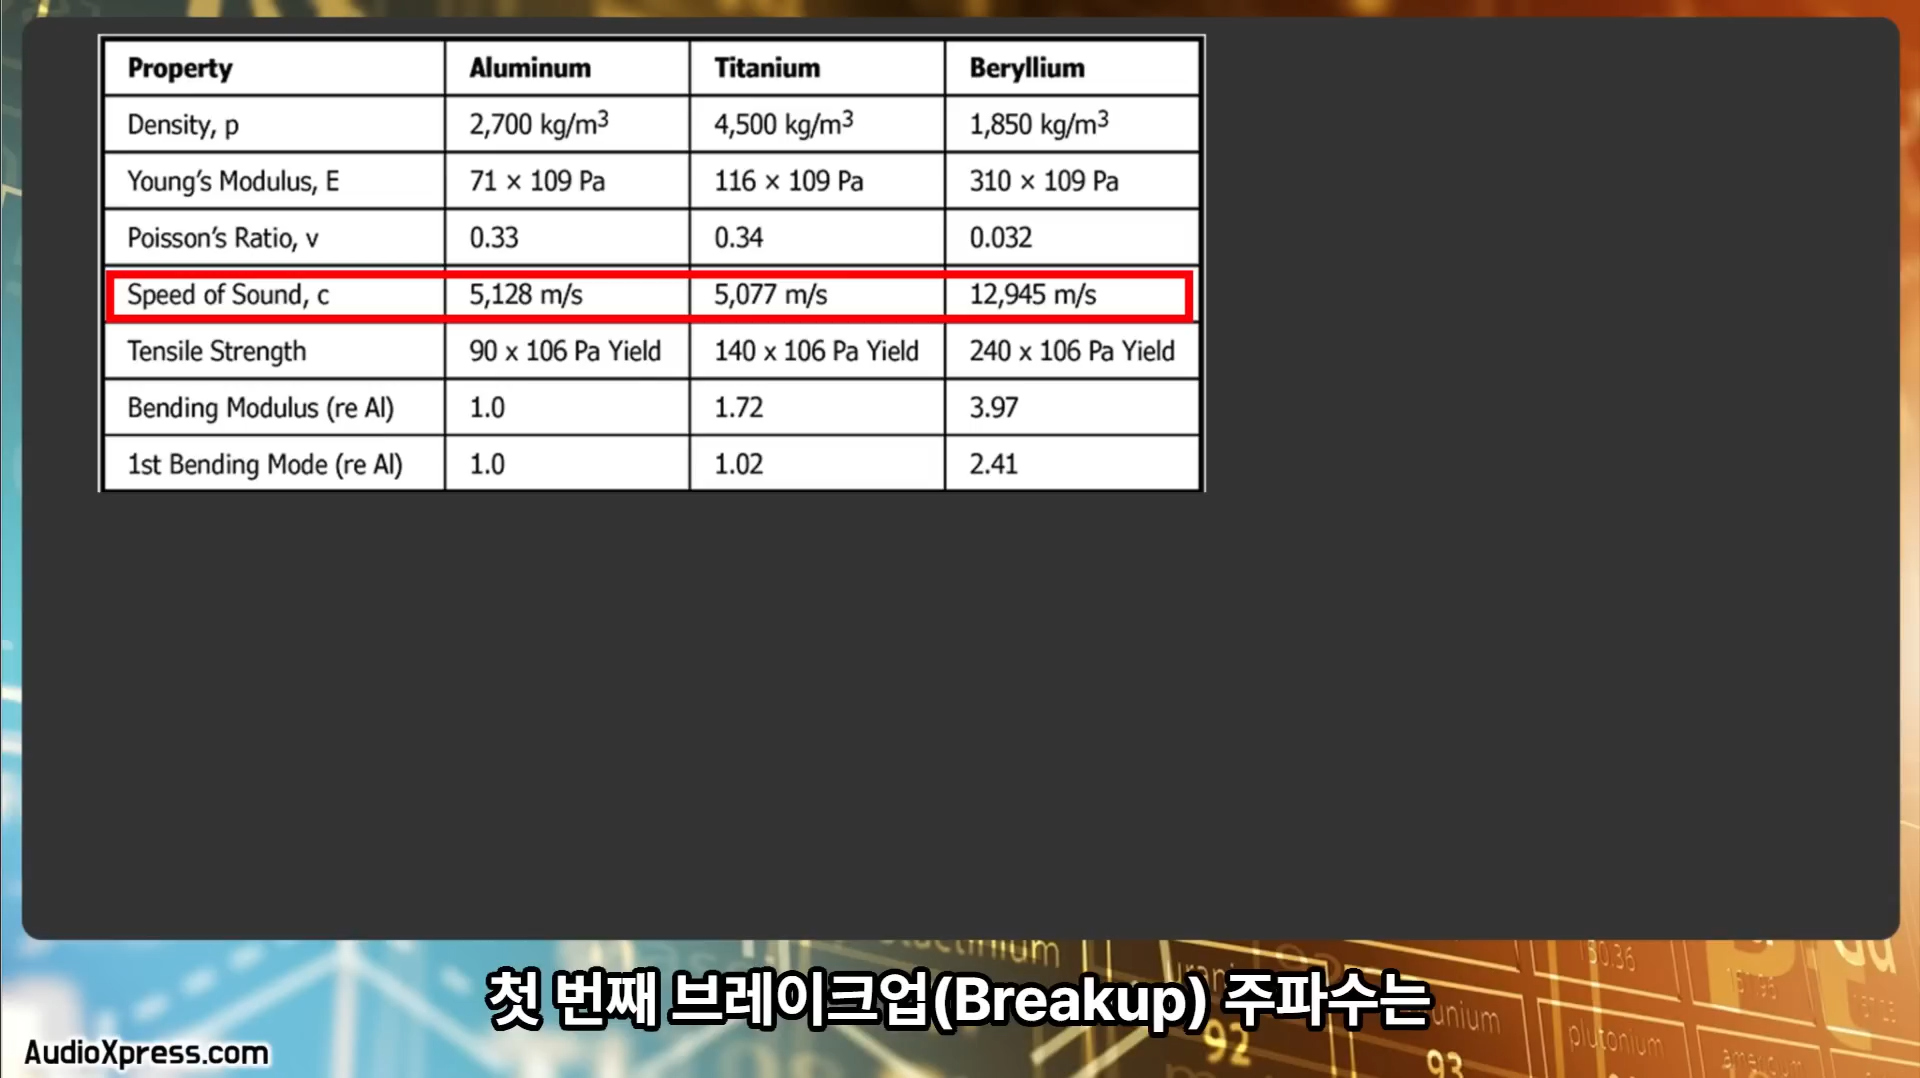 Property Aluminum Titanium Beryllium
Density, p 2,700 kg/m3 4,500 kg/m3 1,850 kg/m3
Young's Modulus, E 71 × 109 Pa 116 × 109 Pa 310 × 109 Pa
Poisson's Ratio, v 0.33 0.34 0.032
Speed of Sound, c 5,128 m/s 5,077 m/s 12,945 m/s
Tensile Strength 90 x 106 Pa Yield 140 x 106 Pa Yield 240 x 106 Pa Yield
Bending Modulus (re Al) 1.0 1.72 3.97
1st Bending Mode (re Al) 1.0 1.02 2.41
첫 번째 브레이크업(Breakup) 주파수는
plutonium
92
93
AudioXpress.com